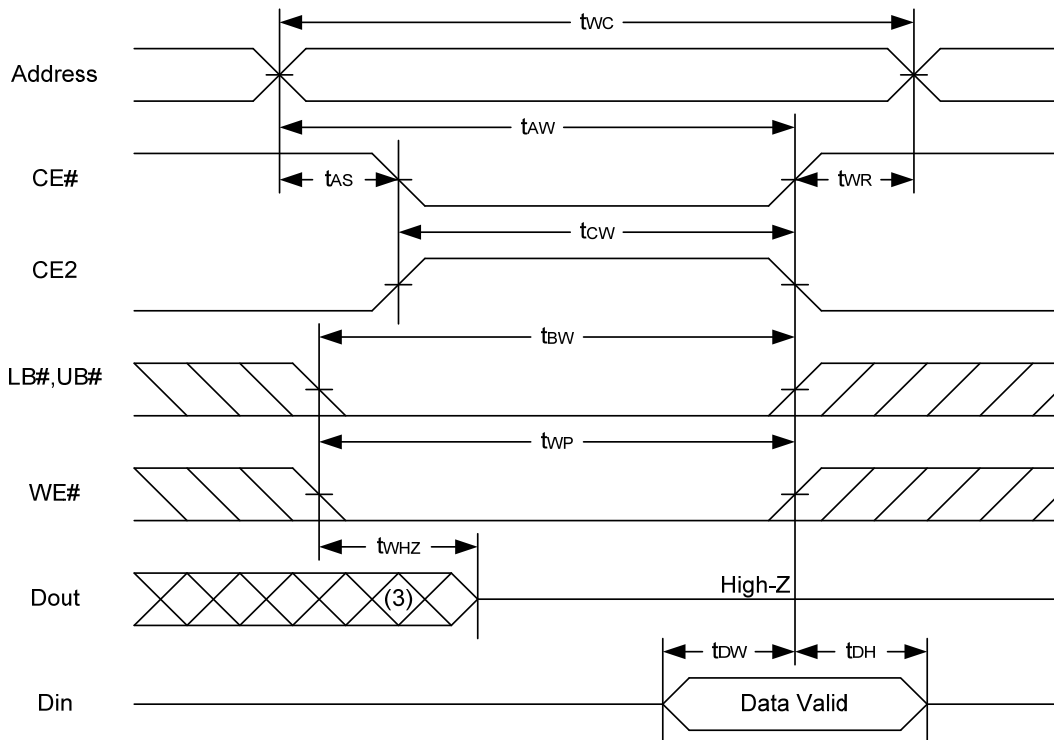 tWC
Address
tAW
CE#
tAS
tWR
tCW
CE2
tBW
LB#,UB#
tWP
WE#
tWHZ
Dout
(3)
High-Z
tDW
tDH
Din
Data Valid